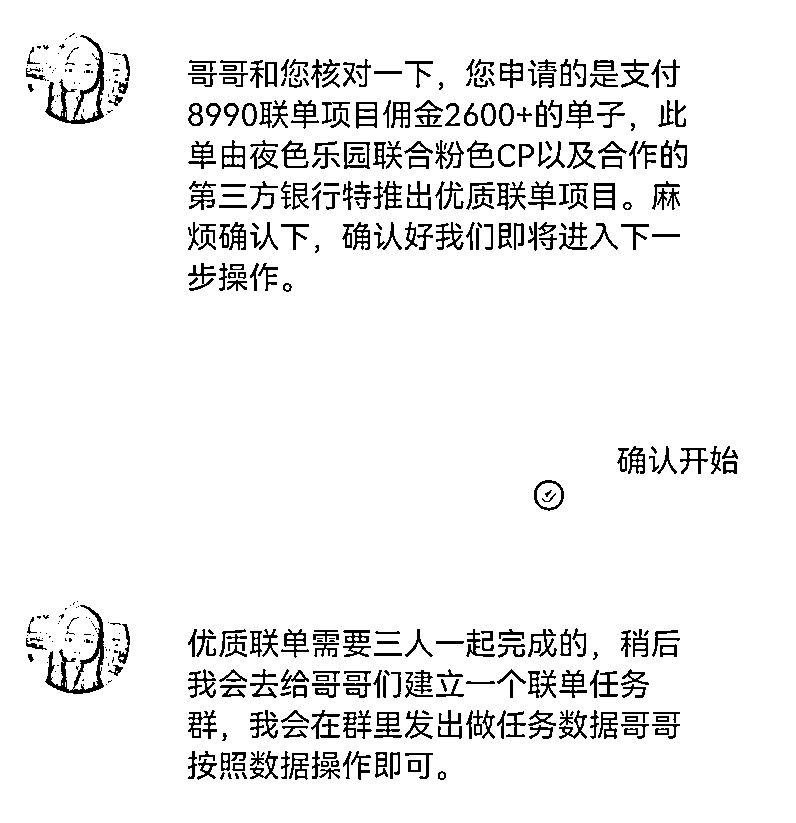 哥哥和您核对一下，您申请的是支付
8990联单项目佣金2600+的单子，此
单由夜色乐园联合粉色CP以及合作的
第三方银行特推出优质联单项目。麻
烦确认下，确认好我们即将进入下一
步操作。
确认开始
优质联单需要三人一起完成的，稍后
我会去给哥哥们建立一个联单任务
群，我会在群里发出做任务数据哥哥
按照数据操作即可。